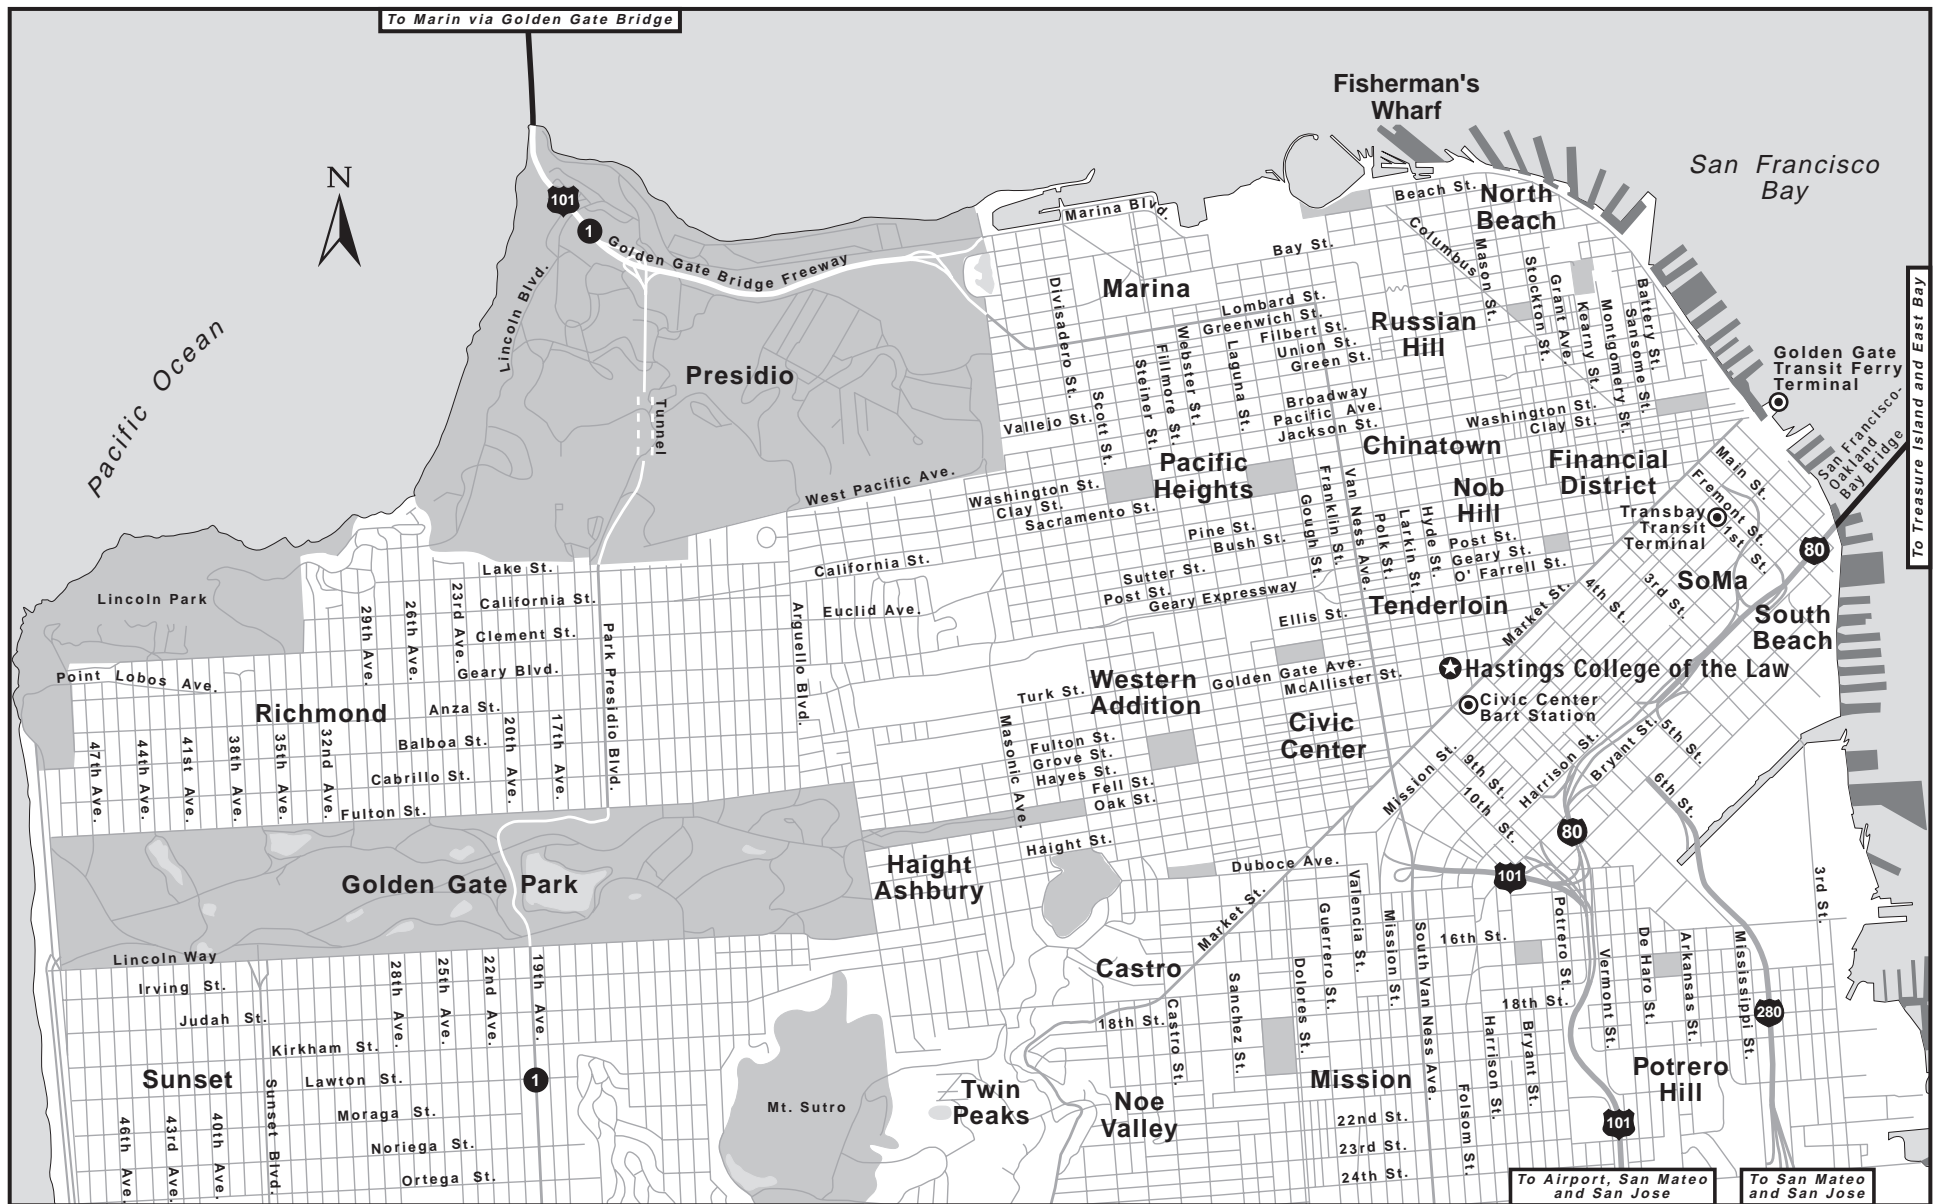 To Marin via Golden Gate Bridge
Fisherman's
Wharf
San Francisco
Bay
N
101
1
Golden Gate Bridge Freeway
Lincoln Blvd.
Pacific Ocean
Presidio
Tunnel
West Pacific Ave.
Marina Blvd.
Beach St.
North
Beach
Bay St.
Columbus
Mason St.
Stockton St.
Grant Ave.
Kearny St.
Montgomery St.
Sansome St.
Battery St.
Marina
Divisadero St.
Lombard St.
Greenwich St.
Filbert St.
Union St.
Green St.
Russian
Hill
Webster St.
Fillmore St.
Steiner St.
Laguna St.
Scott St.
Vallejo St.
Broadway
Pacific Ave.
Jackson St.
Washington St.
Clay St.
Chinatown
Golden Gate
Transit Ferry
Terminal
San Francisco-
Oakland
Bay Bridge
To Treasure Island and East Bay
Pacific
Heights
Washington St.
Clay St.
Sacramento St.
Financial
District
Nob
Hill
Main St.
Fremont St.
1st St.
Transbay
Transit
Terminal
80
Gough St.
Franklin St.
Van Ness Ave.
Polk St.
Larkin St.
Hyde St.
Post St.
Geary St.
O' Farrell St.
Pine St.
Bush St.
Sutter St.
Post St.
Geary Expressway
Ellis St.
Tenderloin
Market St.
4th St.
3rd St.
SoMa
South
Beach
Lake St.
California St.
California St.
Clement St.
Geary Blvd.
Euclid Ave.
Arguello Blvd.
Park Presidio Blvd.
Lincoln Park
29th Ave.
26th Ave.
23rd Ave.
Point Lobos Ave.
Richmond
Anza St.
Balboa St.
Cabrillo St.
Fulton St.
47th Ave.
44th Ave.
41st Ave.
38th Ave.
35th Ave.
32nd Ave.
20th Ave.
17th Ave.
Western
Addition
Turk St.
Golden Gate Ave.
McAllister St.
Hastings College of the Law
Civic Center
Bart Station
Civic
Center
Masonic Ave.
Fulton St.
Grove St.
Hayes St.
Fell St.
Oak St.
Haight St.
Mission St.
9th St.
10th St.
Harrison St.
Bryant St.
5th St.
6th St.
80
101
Golden Gate Park
Haight
Ashbury
Duboce Ave.
Market St.
Valencia St.
Guerrero St.
Mission St.
South Van Ness Ave.
16th St.
Potrero St.
Vermont St.
De Haro St.
Arkansas St.
Mississippi St.
3rd St.
Lincoln Way
Irving St.
Judah St.
Kirkham St.
Lawton St.
Moraga St.
Noriega St.
Ortega St.
28th Ave.
25th Ave.
22nd Ave.
19th Ave.
1
Sunset
Sunset Blvd.
46th Ave.
43rd Ave.
40th Ave.
Mt. Sutro
Castro
18th St.
Castro St.
Sanchez St.
Dolores St.
Twin
Peaks
Noe
Valley
Mission
22nd St.
23rd St.
24th St.
Folsom St.
Harrison St.
Bryant St.
18th St.
Potrero
Hill
280
101
To Airport, San Mateo
and San Jose
To San Mateo
and San Jose